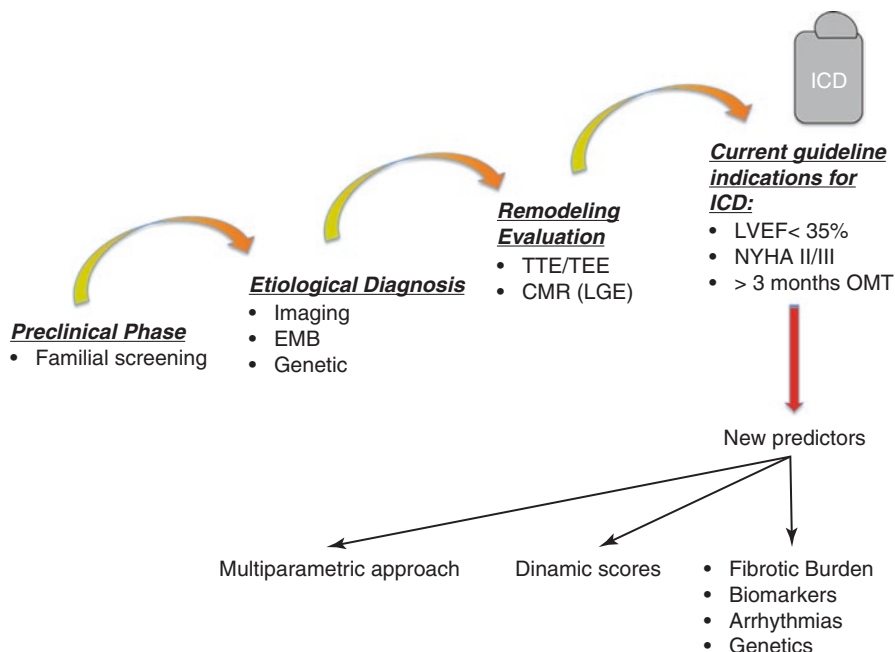 ICD
Current guideline
indications for
ICD:
• LVEF< 35%
• NYHA II/III
• > 3 months OMT
Remodeling
Evaluation
• TTE/TEE
• CMR (LGE)
Etiological Diagnosis
• Imaging
• EMB
• Genetic
Preclinical Phase
• Familial screening
New predictors
Multiparametric approach
Dinamic scores
• Fibrotic Burden
• Biomarkers
• Arrhythmias
• Genetics